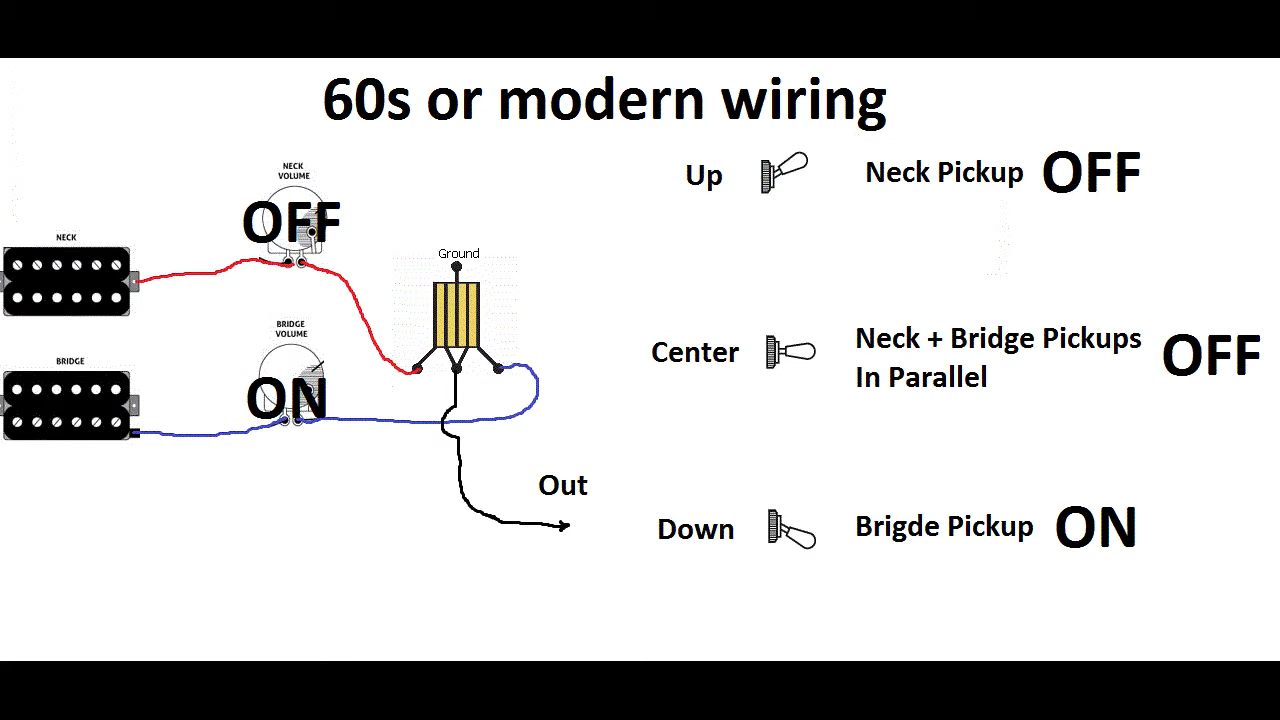 60s or modern wiring
NECK
VOLUME
OFF
NECK
Ground
BRIDGE
VOLUME
ON
BRIDGE
Out
Up
Neck Pickup OFF
Center
Neck + Bridge Pickups
In Parallel
OFF
Down
Brigde Pickup ON